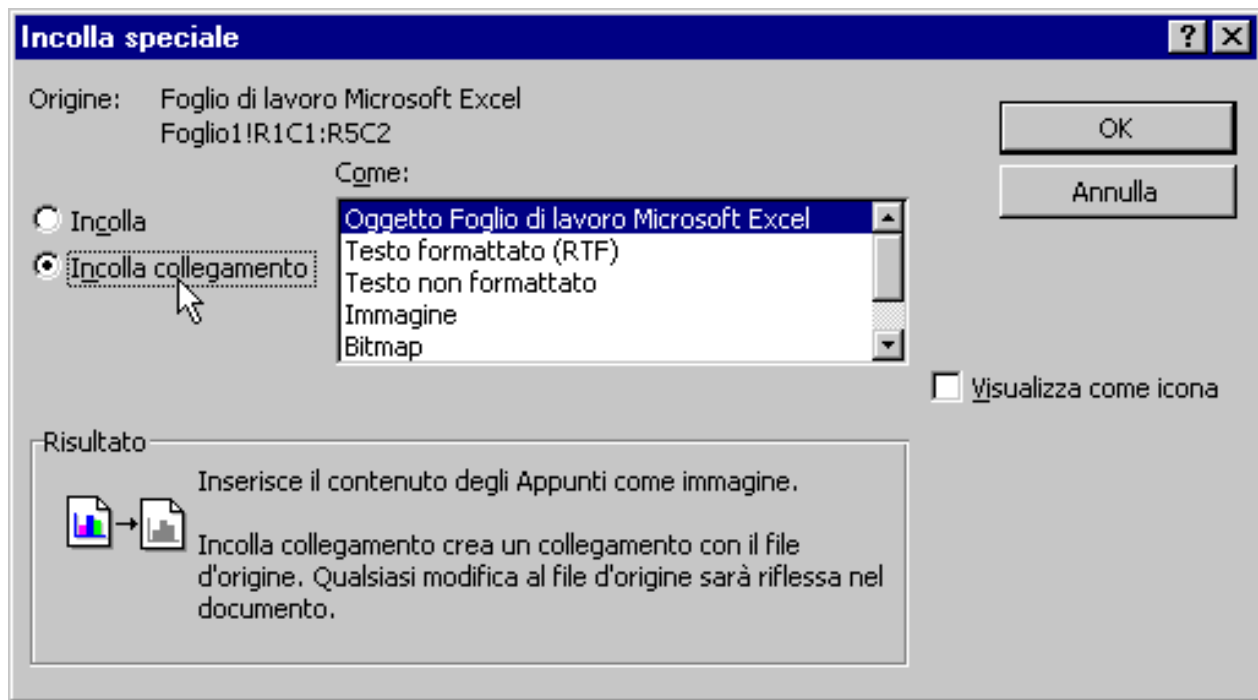 Incolla speciale
Origine: Foglio di lavoro Microsoft Excel
Foglio1!R1C1:R5C2
OK
Annulla
Come:
Incolla
Incolla collegamento
Oggetto Foglio di lavoro Microsoft Excel
Testo formattato (RTF)
Testo non formattato
Immagine
Bitmap
Visualizza come icona
Risultato
Inserisce il contenuto degli Appunti come immagine.
Incolla collegamento crea un collegamento con il file
d'origine. Qualsiasi modifica al file d'origine sarà riflessa nel
documento.